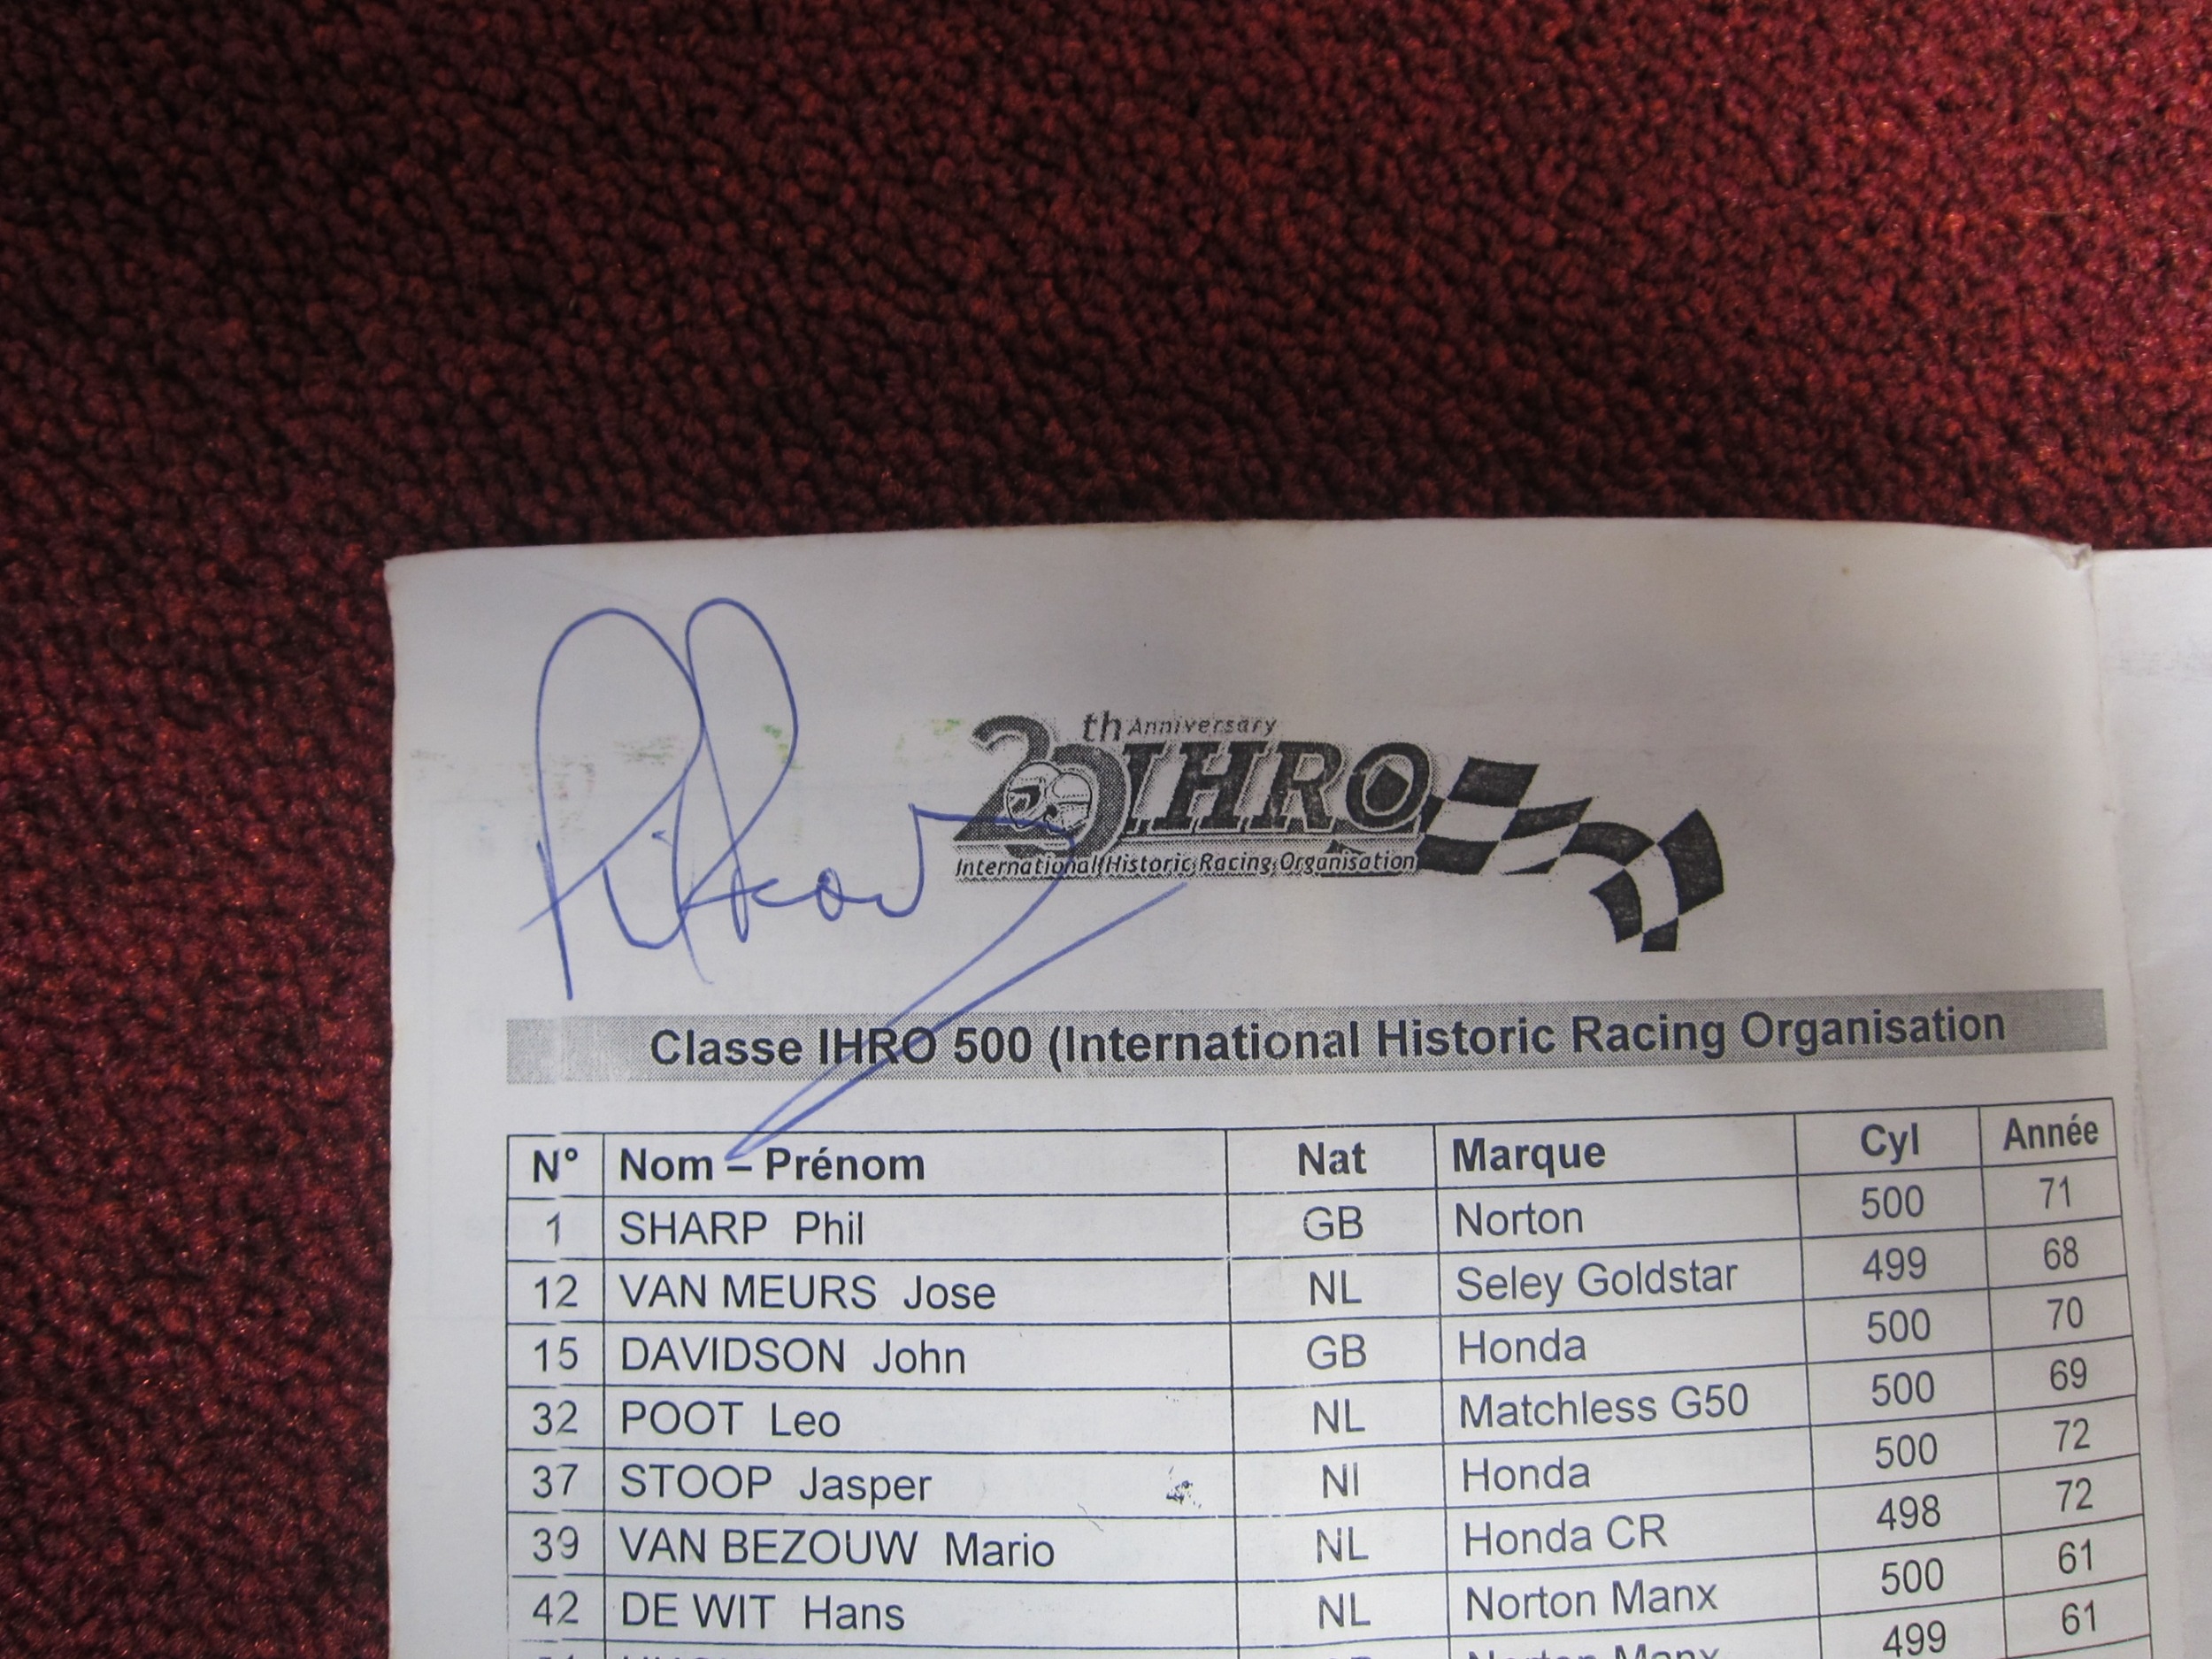 20th Anniversary
IHRO
International Historic Racing Organisation
Classe IHRO 500 (International Historic Racing Organisation
N° Nom – Prénom Nat Marque Cyl Année
1 SHARP Phil GB Norton 500 71
12 VAN MEURS Jose NL Seley Goldstar 499 68
15 DAVIDSON John GB Honda 500 70
32 POOT Leo NL Matchless G50 500 69
37 STOOP Jasper Nl Honda 500 72
39 VAN BEZOUW Mario NL Honda CR 498 72
42 DE WIT Hans NL Norton Manx 500 61
Norton Manx 499 61